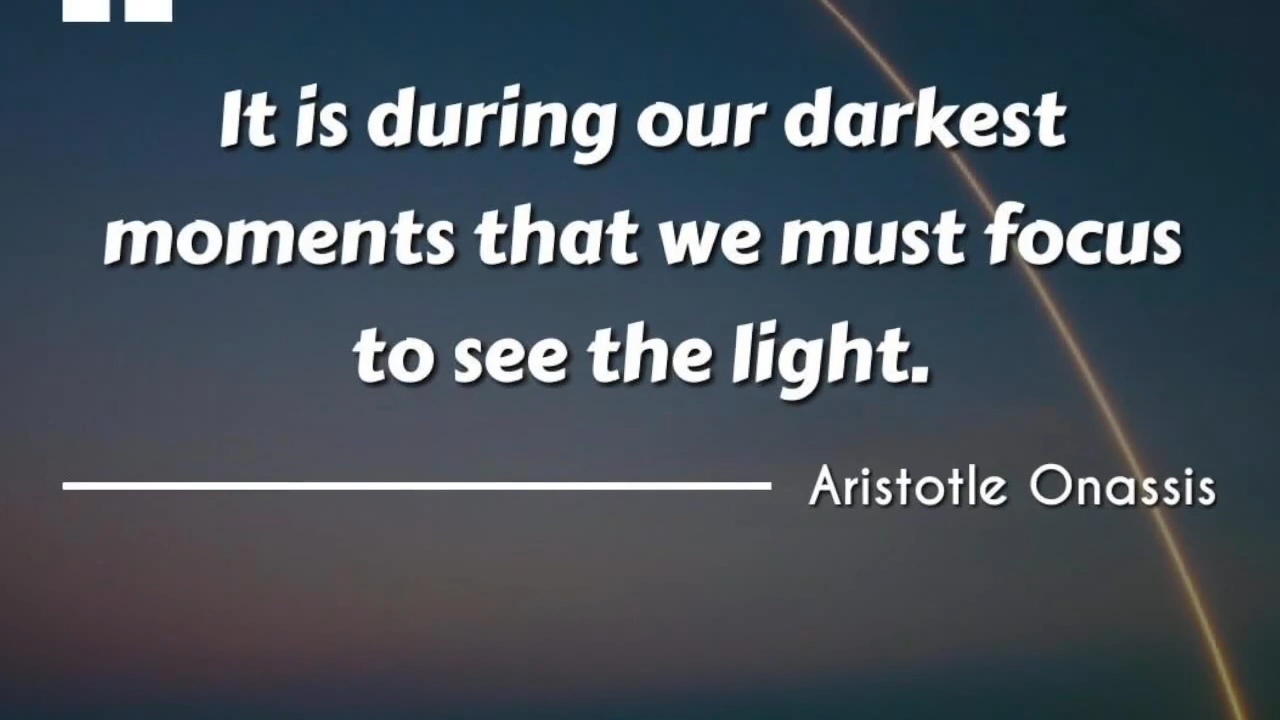 It is during our darkest
moments that we must focus
to see the light.
Aristotle Onassis